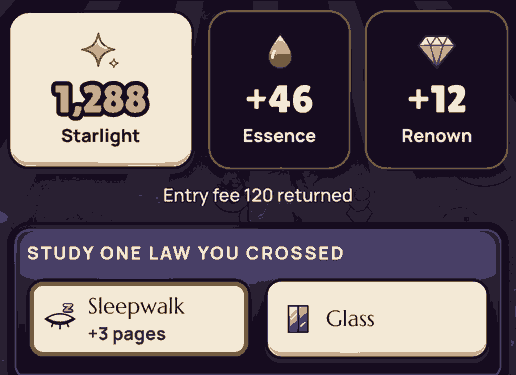 1,288
Starlight
+46
Essence
+12
Renown
Entry fee 120 returned
STUDY ONE LAW YOU CROSSED
Sleepwalk
+3 pages
Glass